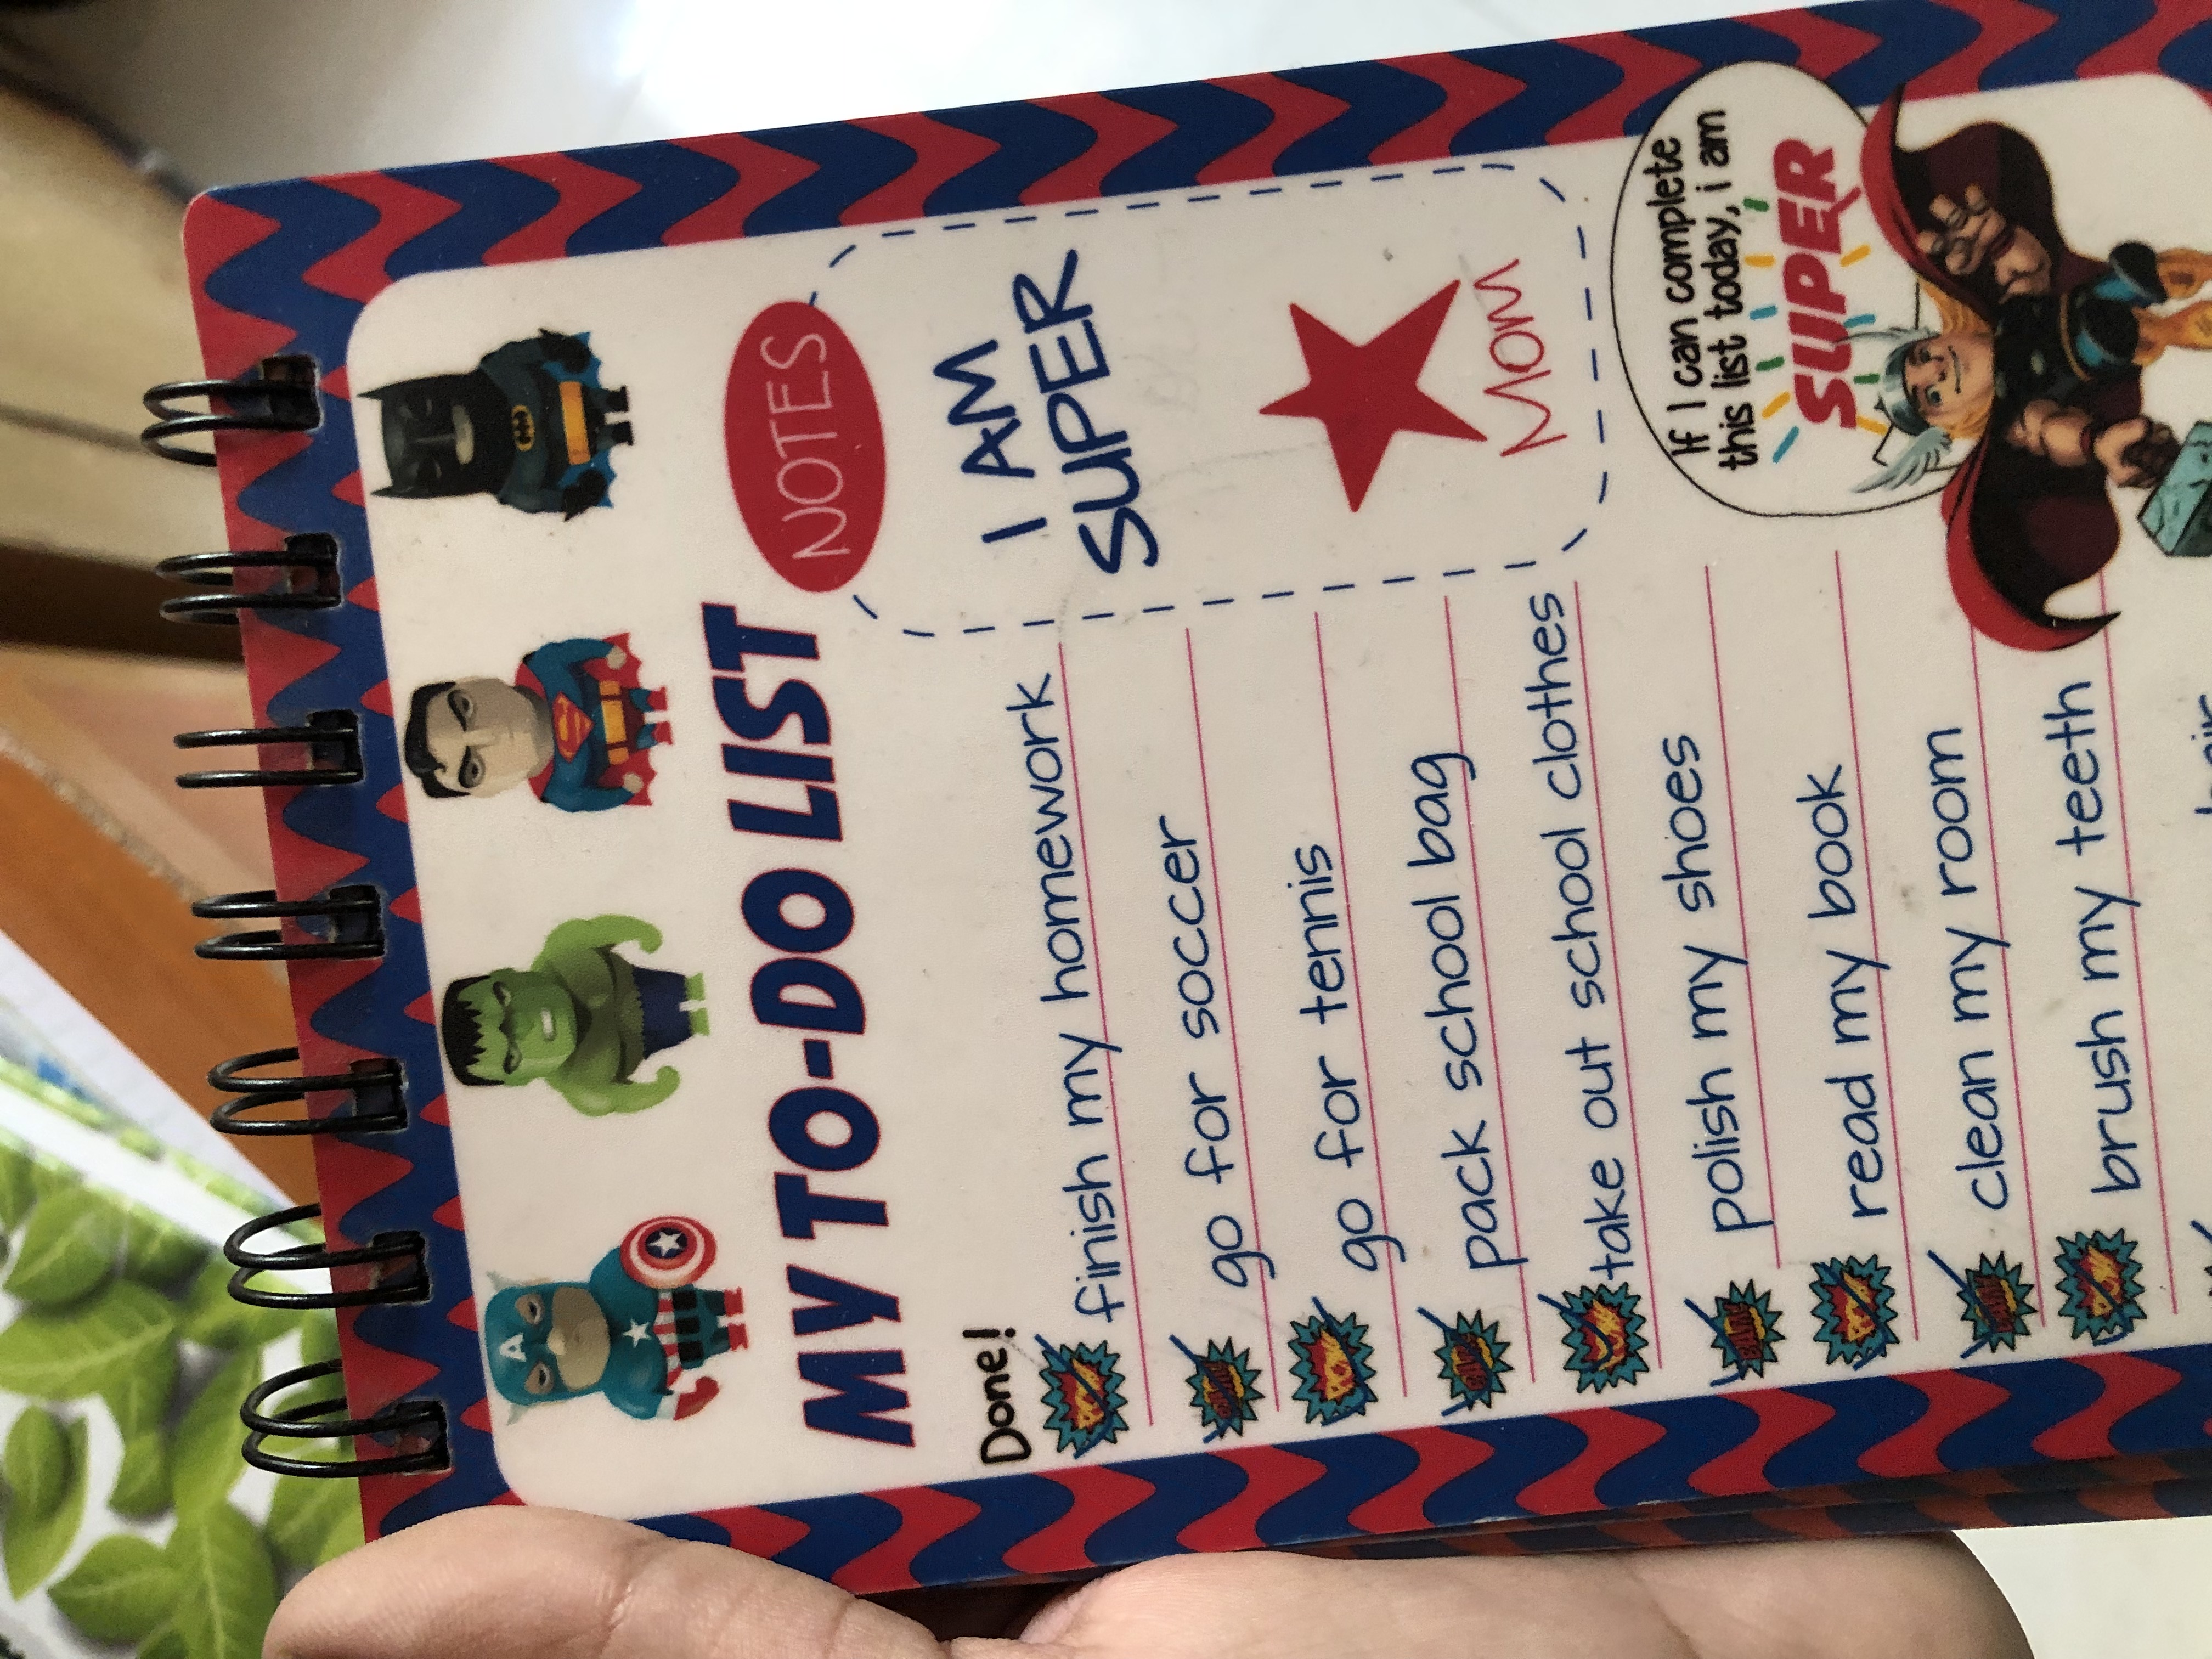 A
MY TO-DO LIST
NOTES
Done!
I AM
SUPER
POW!
finish my homework
go for soccer
POW!
go for tennis
BAM!
pack school bag
POW!
take out school clothes
BAM!
polish my shoes
POW!
read my book
BAM!
clean my room
POW!
brush my teeth
hair
MOM
If I can complete
this list today, i am
SUPER